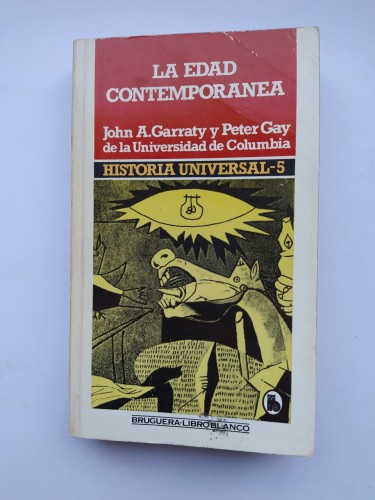 LA EDAD
CONTEMPORANEA
John A. Garraty y Peter Gay
de la Universidad de Columbia
HISTORIA UNIVERSAL-5
BRUGUERA-LIBRO BLANCO